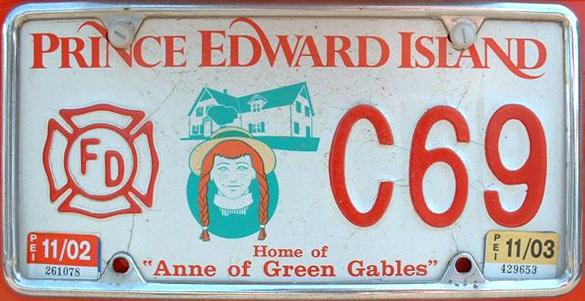 PRINCE EDWARD ISLAND
FD
C69
PEI 11/02
261078
Home of
"Anne of Green Gables"
PEI 11/03
429653